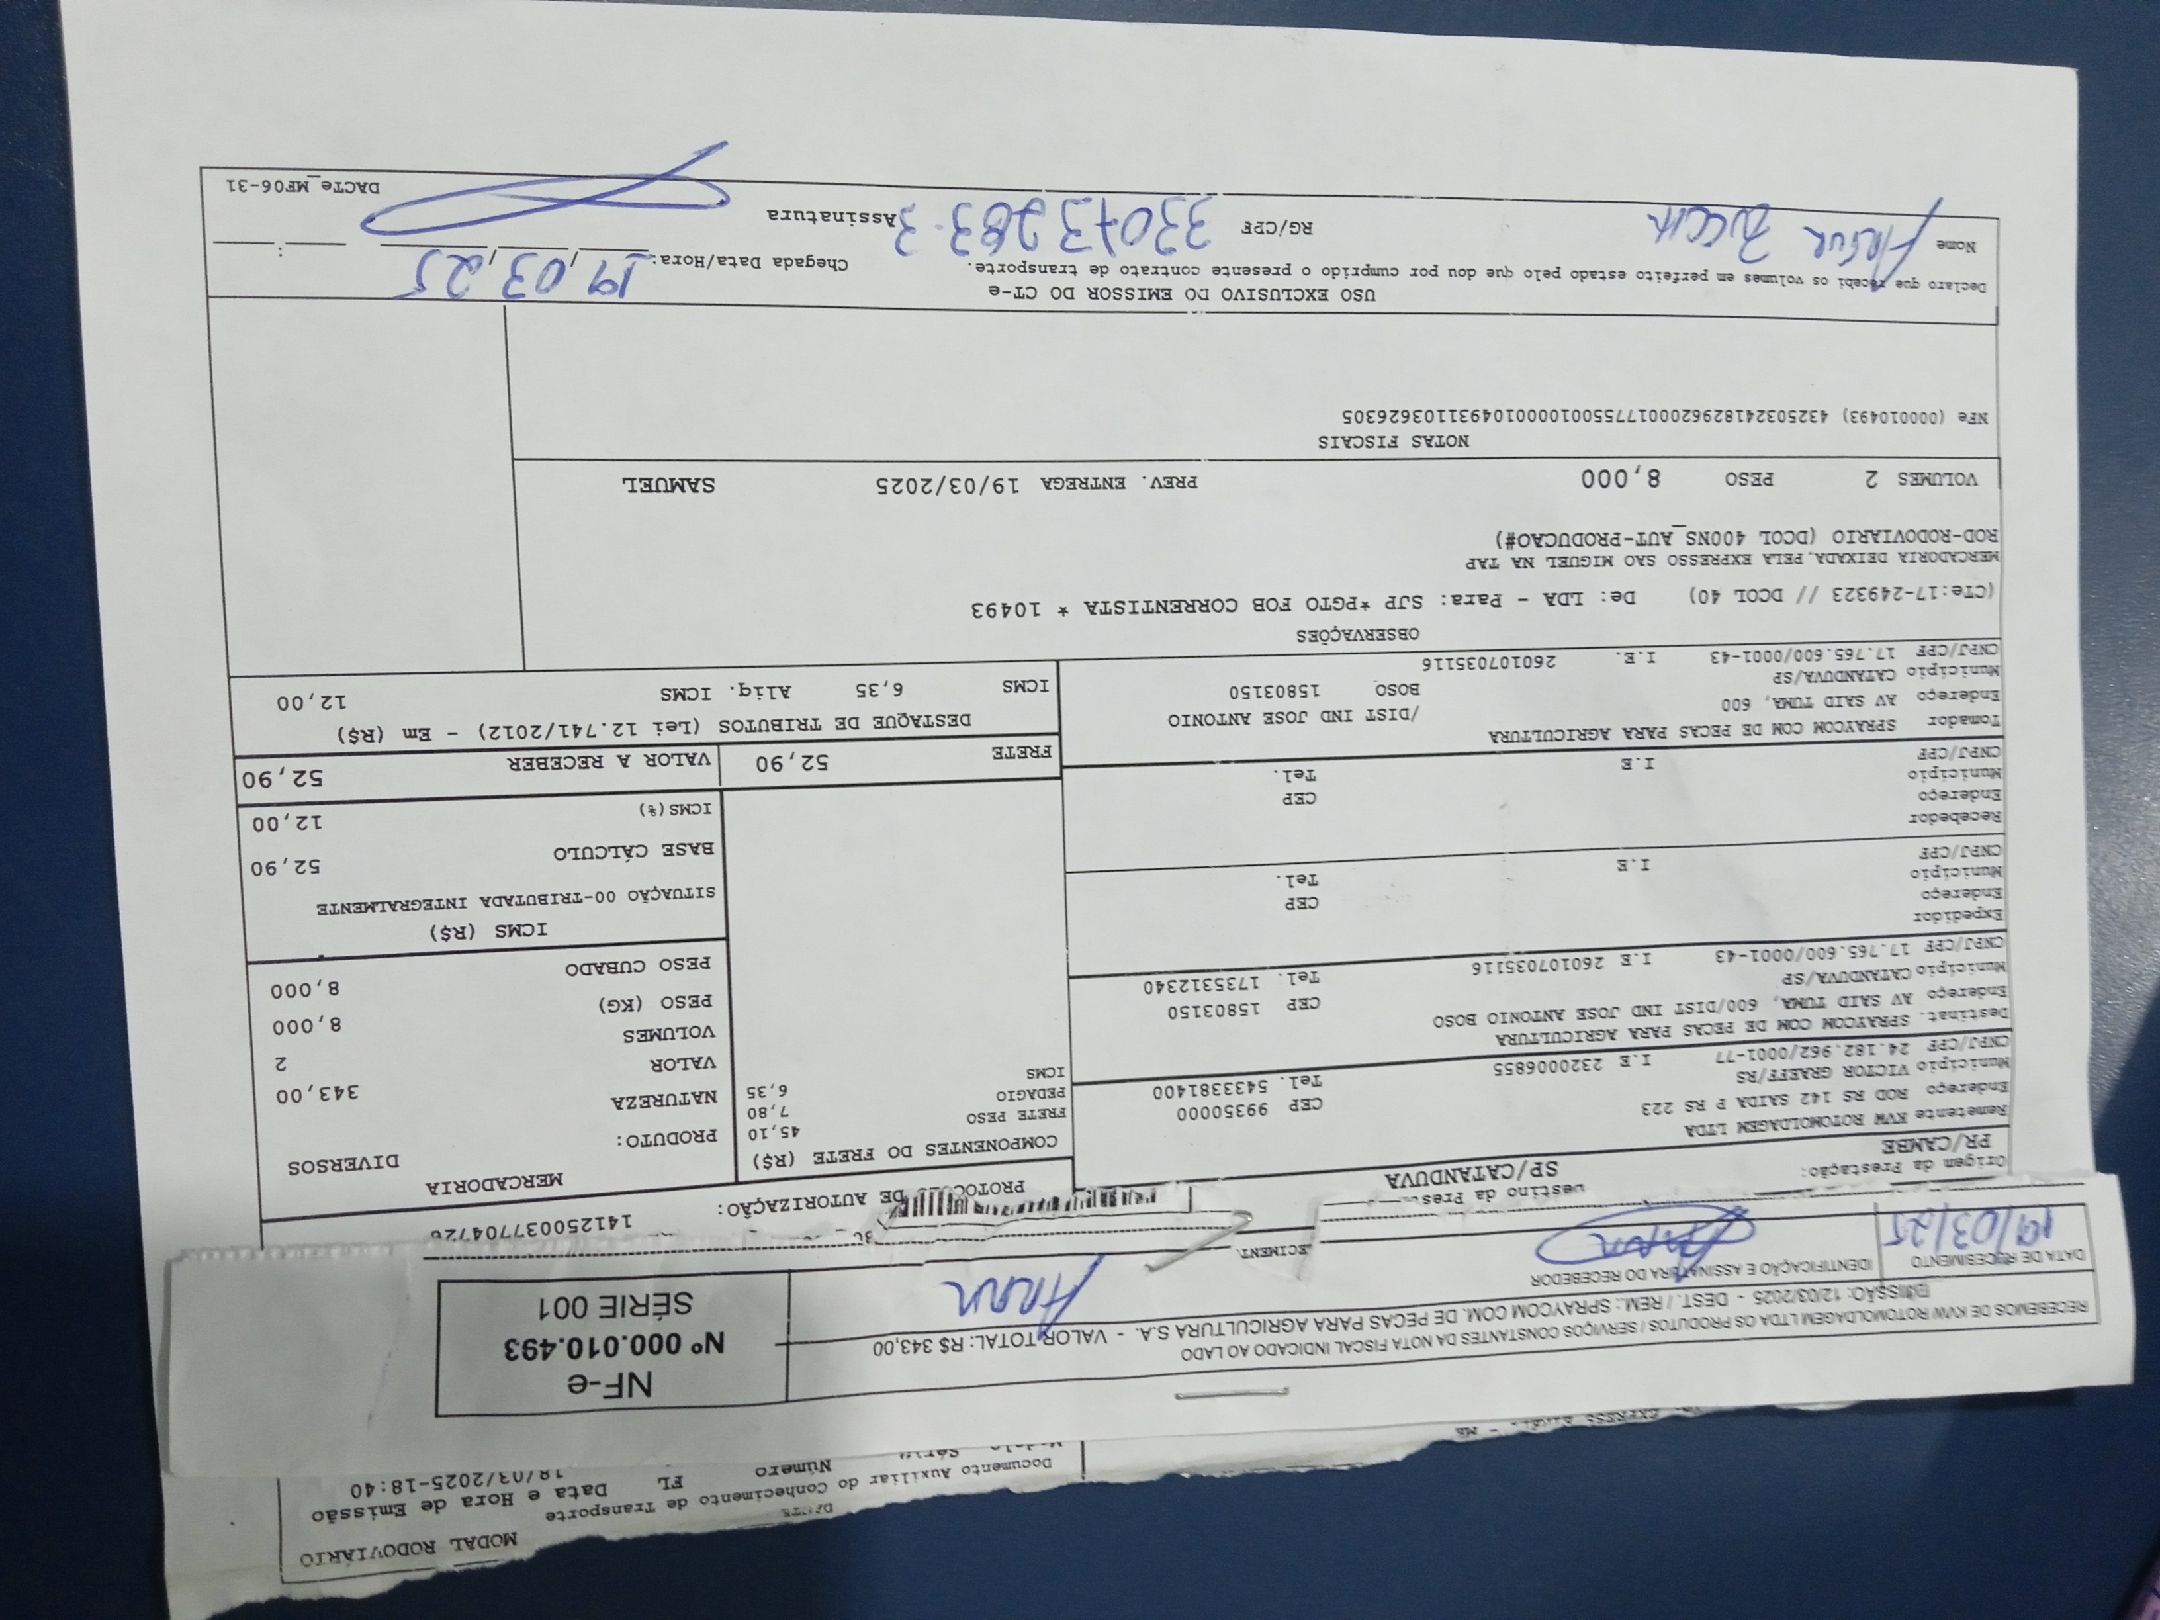 MODAL RODOVIÁRIO
Documento Auxiliar do Conhecimento de Transporte
Número FL Data e Hora de Emissão
18/03/2025-18:40
RECEBEMOS DE KVW ROTOMOLDAGEM LTDA OS PRODUTOS / SERVIÇOS CONSTANTES DA NOTA FISCAL INDICADO AO LADO
EMISSÃO: 12/03/2025 - DEST. / REM.: SPRAYCOM COM. DE PECAS PARA AGRICULTURA S.A. - VALOR TOTAL: R$ 343,00
NF-e
Nº 000.010.493
SÉRIE 001
DATA DE RECEBIMENTO
19/03/25
IDENTIFICAÇÃO E ASSINATURA DO RECEBEDOR
PROTOCOLO DE AUTORIZAÇÃO:
Origem da Prestação:
PR/CAMBE
SP/CATANDUVA
Remetente KVW ROTOMOLDAGEM LTDA
Endereço ROD RS 142 SAIDA P RS 223 CEP 99350000
Município VICTOR GRAEFF/RS Tel. 5433381400
CNPJ/CPF 24.182.962/0001-77 I.E 2320006855
Destinat. SPRAYCOM COM DE PECAS PARA AGRICULTURA
Endereço AV SAID TUMA, 600/DIST IND JOSE ANTONIO BOSO CEP 15803150
Município CATANDUVA/SP Tel. 1735312340
CNPJ/CPF 17.765.600/0001-43 I.E 260107035116
Expedidor
Endereço CEP
Município Tel.
CNPJ/CPF I.E
Recebedor
Endereço CEP
Município Tel.
CNPJ/CPF I.E
Tomador SPRAYCOM COM DE PECAS PARA AGRICULTURA
Endereço AV SAID TUMA, 600 /DIST IND JOSE ANTONIO
Município CATANDUVA/SP BOSO 15803150
CNPJ/CPF 17.765.600/0001-43 I.E. 260107035116
COMPONENTES DO FRETE (R$)
FRETE PESO 45,10
PEDAGIO 7,80
ICMS 6,35
MERCADORIA
PRODUTO: DIVERSOS
NATUREZA
VALOR 343,00
VOLUMES 2
PESO (KG) 8,000
PESO CUBADO 8,000
ICMS (R$)
SITUAÇÃO 00-TRIBUTADA INTEGRALMENTE
BASE CÁLCULO 52,90
ICMS(%) 12,00
FRETE 52,90 VALOR A RECEBER 52,90
DESTAQUE DE TRIBUTOS (Lei 12.741/2012) - Em (R$)
ICMS 6,35 Aliq. ICMS 12,00
OBSERVAÇÕES
(CTe:17-249323 // DCOL 40) De: LDA - Para: SJP *PGTO FOB CORRENTISTA * 10493
MERCADORIA DEIXADA, PELA EXPRESSO SAO MIGUEL NA TAP
ROD-RODOVIARIO (DCOL 400NS_AUT-PRODUCAO#)
VOLUMES 2 PESO 8,000 PREV. ENTREGA 19/03/2025 SAMUEL
NOTAS FISCAIS
NFe (000010493) 43250324182962000177550010000104931103626305
USO EXCLUSIVO DO EMISSOR DO CT-e
Declaro que recebi os volumes em perfeito estado pelo que dou por cumprido o presente contrato de transporte.
Chegada Data/Hora: 19/03/25
Nome RG/CPF 33073283-3 Assinatura
DACTe_MF06-31